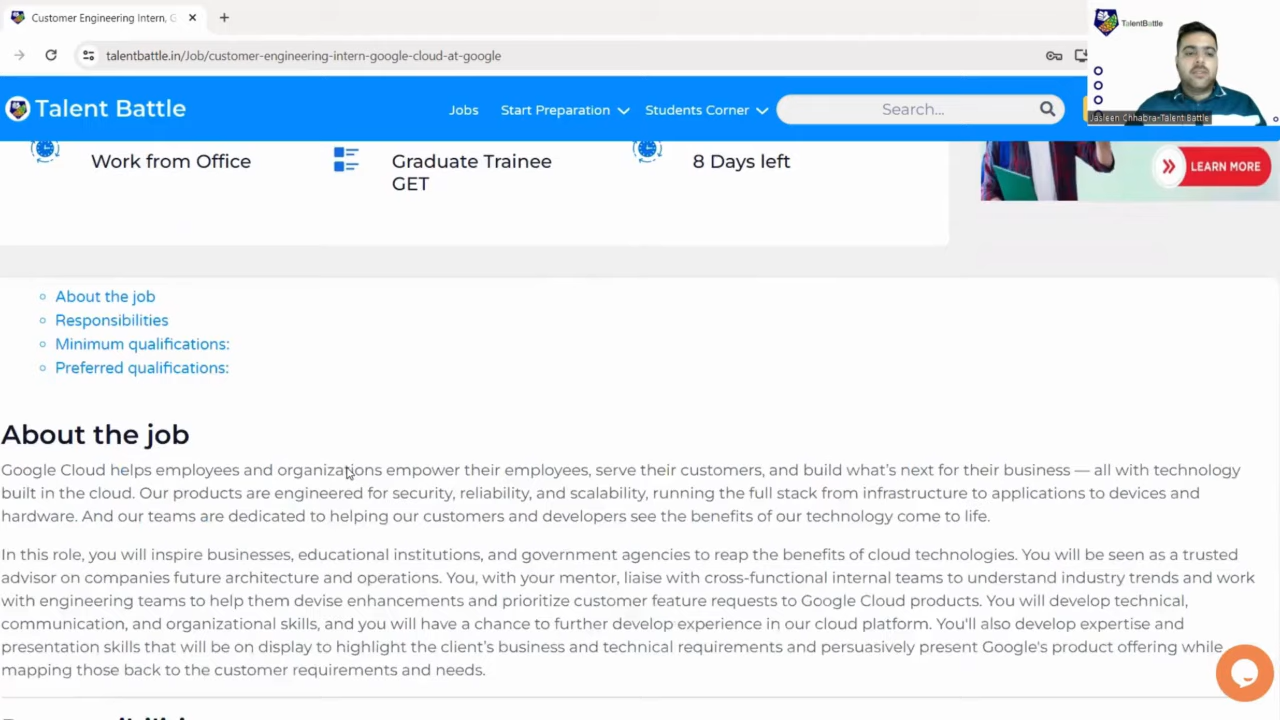 Customer Engineering Intern, G
talentbattle.in/Job/customer-engineering-intern-google-cloud-at-google
TalentBattle
Jasleen Chhabra-Talent Battle
Talent Battle
Jobs
Start Preparation
Students Corner
Search...
Work from Office
Graduate Trainee
GET
8 Days left
LEARN MORE
About the job
Responsibilities
Minimum qualifications:
Preferred qualifications:
About the job
Google Cloud helps employees and organizations empower their employees, serve their customers, and build what's next for their business — all with technology
built in the cloud. Our products are engineered for security, reliability, and scalability, running the full stack from infrastructure to applications to devices and
hardware. And our teams are dedicated to helping our customers and developers see the benefits of our technology come to life.
In this role, you will inspire businesses, educational institutions, and government agencies to reap the benefits of cloud technologies. You will be seen as a trusted
advisor on companies future architecture and operations. You, with your mentor, liaise with cross-functional internal teams to understand industry trends and work
with engineering teams to help them devise enhancements and prioritize customer feature requests to Google Cloud products. You will develop technical,
communication, and organizational skills, and you will have a chance to further develop experience in our cloud platform. You'll also develop expertise and
presentation skills that will be on display to highlight the client's business and technical requirements and persuasively present Google's product offering while
mapping those back to the customer requirements and needs.